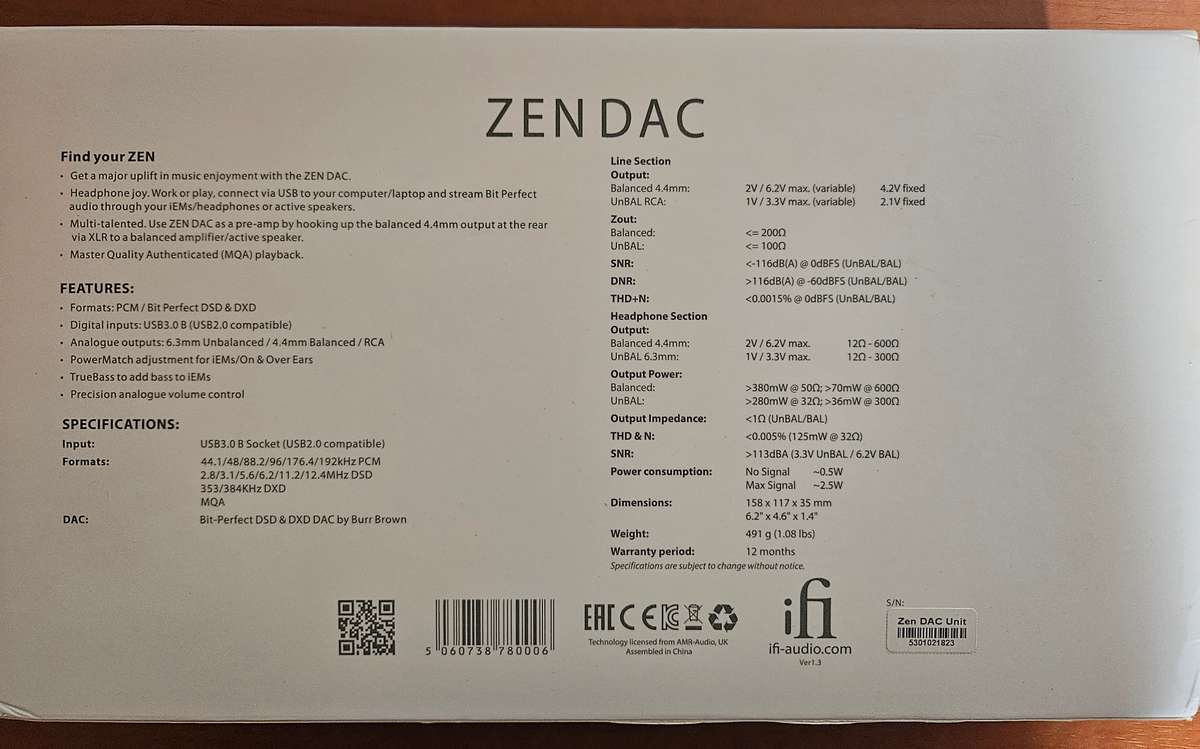 ZEN DAC
Find your ZEN
• Get a major uplift in music enjoyment with the ZEN DAC.
• Headphone joy. Work or play, connect via USB to your computer/laptop and stream Bit Perfect
audio through your iEMs/headphones or active speakers.
• Multi-talented. Use ZEN DAC as a pre-amp by hooking up the balanced 4.4mm output at the rear
via XLR to a balanced amplifier/active speaker.
• Master Quality Authenticated (MQA) playback.
FEATURES:
• Formats: PCM / Bit Perfect DSD & DXD
• Digital inputs: USB3.0 B (USB2.0 compatible)
• Analogue outputs: 6.3mm Unbalanced / 4.4mm Balanced / RCA
• PowerMatch adjustment for iEMs/On & Over Ears
• TrueBass to add bass to iEMs
• Precision analogue volume control
SPECIFICATIONS:
Input: USB3.0 B Socket (USB2.0 compatible)
Formats: 44.1/48/88.2/96/176.4/192kHz PCM
2.8/3.1/5.6/6.2/11.2/12.4MHz DSD
353/384KHz DXD
MQA
DAC: Bit-Perfect DSD & DXD DAC by Burr Brown
Line Section
Output:
Balanced 4.4mm: 2V / 6.2V max. (variable) 4.2V fixed
UnBAL RCA: 1V / 3.3V max. (variable) 2.1V fixed
Zout:
Balanced: <= 200Ω
UnBAL: <= 100Ω
SNR: <-116dB(A) @ 0dBFS (UnBAL/BAL)
DNR: >116dB(A) @ -60dBFS (UnBAL/BAL)
THD+N: <0.0015% @ 0dBFS (UnBAL/BAL)
Headphone Section
Output:
Balanced 4.4mm: 2V / 6.2V max. 12Ω - 600Ω
UnBAL 6.3mm: 1V / 3.3V max. 12Ω - 300Ω
Output Power:
Balanced: >380mW @ 50Ω; >70mW @ 600Ω
UnBAL: >280mW @ 32Ω; >36mW @ 300Ω
Output Impedance: <1Ω (UnBAL/BAL)
THD & N: <0.005% (125mW @ 32Ω)
SNR: >113dBA (3.3V UnBAL / 6.2V BAL)
Power consumption: No Signal ~0.5W
Max Signal ~2.5W
Dimensions: 158 x 117 x 35 mm
6.2" x 4.6" x 1.4"
Weight: 491 g (1.08 lbs)
Warranty period: 12 months
Specifications are subject to change without notice.
5 060738 780006
EAC CE KC
Technology licensed from AMR-Audio, UK
Assembled in China
ifi
ifi-audio.com
Ver1.3
S/N:
Zen DAC Unit
5301021823